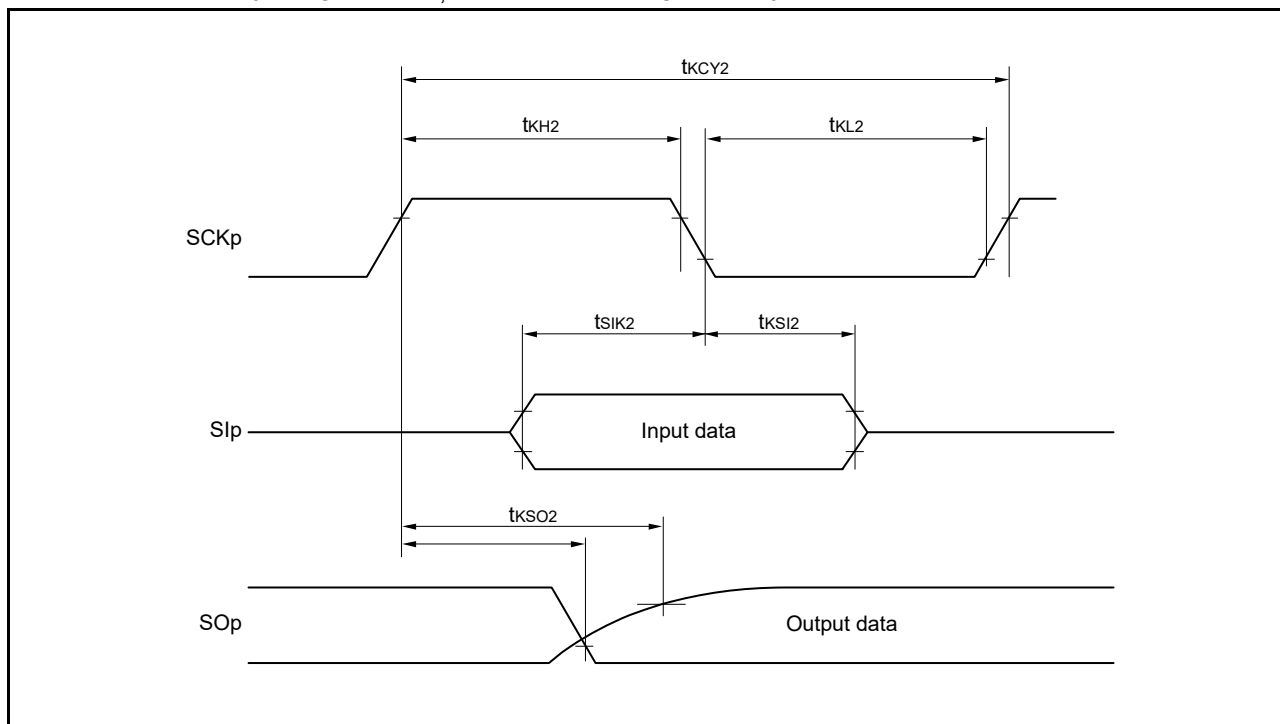 tKCY2
tKH2
tKL2
SCKp
tSIK2
tKSI2
SIp
Input data
tKSO2
SOp
Output data